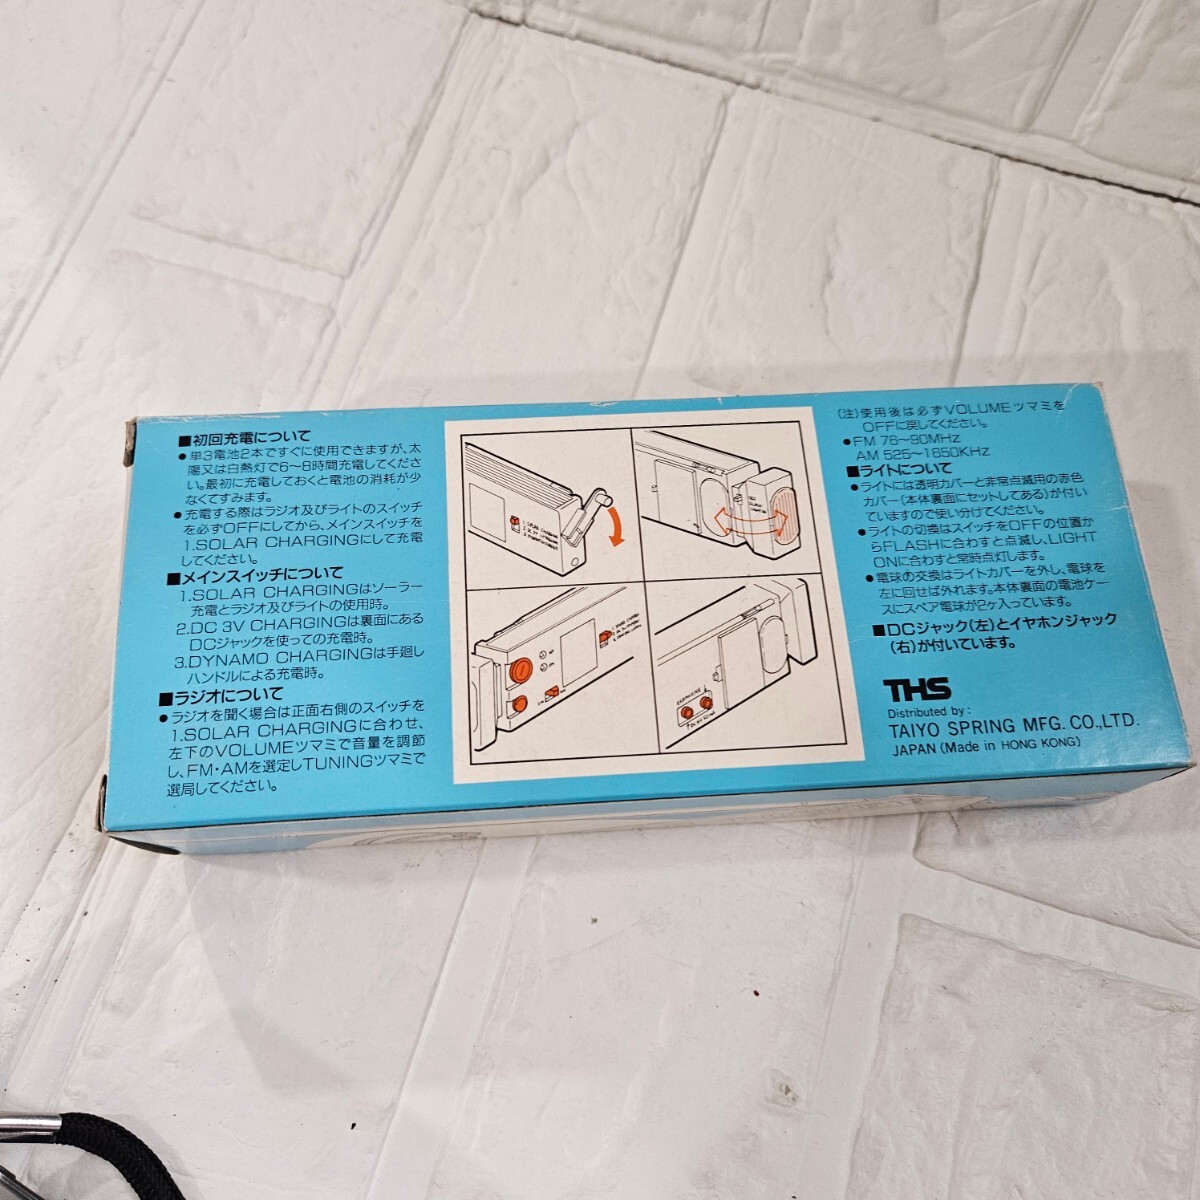 ■初回充電について
●単3電池2本ですぐに使用できますが、太
陽又は白熱灯で6〜8時間充電してくださ
い。最初に充電しておくと電池の消耗が少
なくてすみます。
●充電する際はラジオ及びライトのスイッチ
を必ずOFFにしてから、メインスイッチを
1.SOLAR CHARGINGにして充電
してください。
■メインスイッチについて
1.SOLAR CHARGINGはソーラー
充電とラジオ及びライトの使用時。
2.DC 3V CHARGINGは裏面にある
DCジャックを使っての充電時。
3.DYNAMO CHARGINGは手廻し
ハンドルによる充電時。
■ラジオについて
●ラジオを聞く場合は正面右側のスイッチを
1.SOLAR CHARGINGに合わせ、
左下のVOLUMEツマミで音量を調節
し、FM・AMを選定しTUNINGツマミで
選局してください。
(注)使用後は必ずVOLUMEツマミを
OFFに戻してください。
●FM 76〜90MHz
AM 525〜1650KHz
■ライトについて
●ライトには透明カバーと非常点滅用の赤色
カバー(本体裏面にセットしてある)が付い
ていますので使い分けてください。
●ライトの切換はスイッチをOFFの位置か
らFLASHに合わすと点滅し、LIGHT
ONに合わすと常時点灯します。
●電球の交換はライトカバーを外し、電球を
左に回せば外れます。本体裏面の電池ケー
スにスペア電球が2ヶ入っています。
■DCジャック(左)とイヤホンジャック
(右)が付いています。
THS
Distributed by :
TAIYO SPRING MFG. CO.,LTD.
JAPAN (Made in HONG KONG)